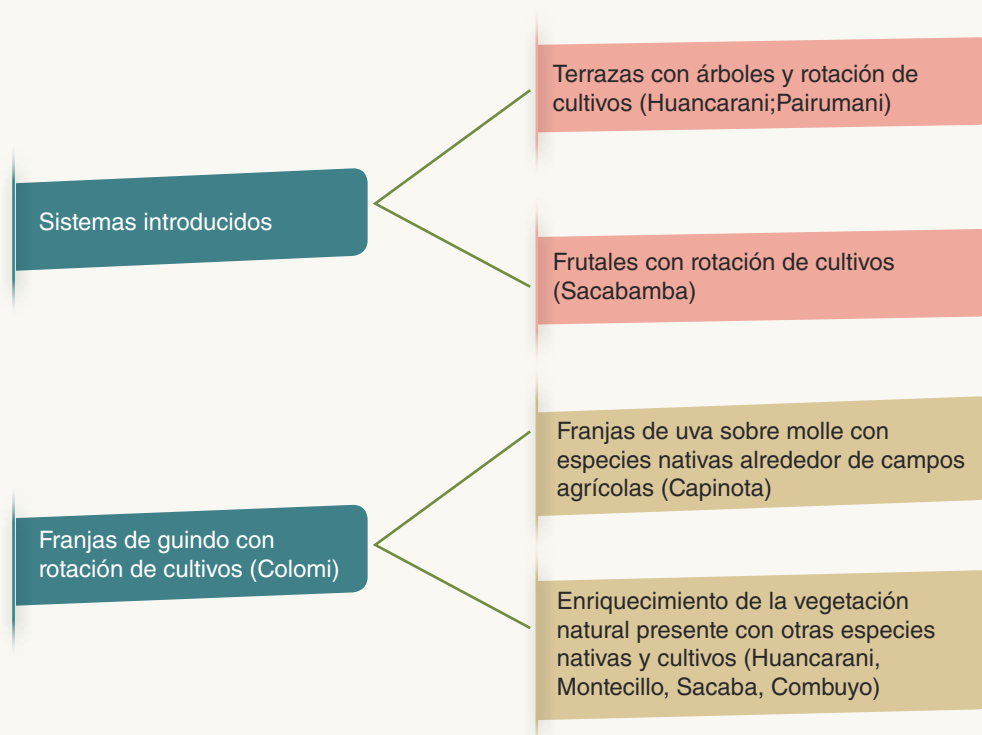 Sistemas introducidos
Terrazas con árboles y rotación de
cultivos (Huancarani;Pairumani)
Frutales con rotación de cultivos
(Sacabamba)
Franjas de guindo con
rotación de cultivos (Colomi)
Franjas de uva sobre molle con
especies nativas alrededor de campos
agrícolas (Capinota)
Enriquecimiento de la vegetación
natural presente con otras especies
nativas y cultivos (Huancarani,
Montecillo, Sacaba, Combuyo)